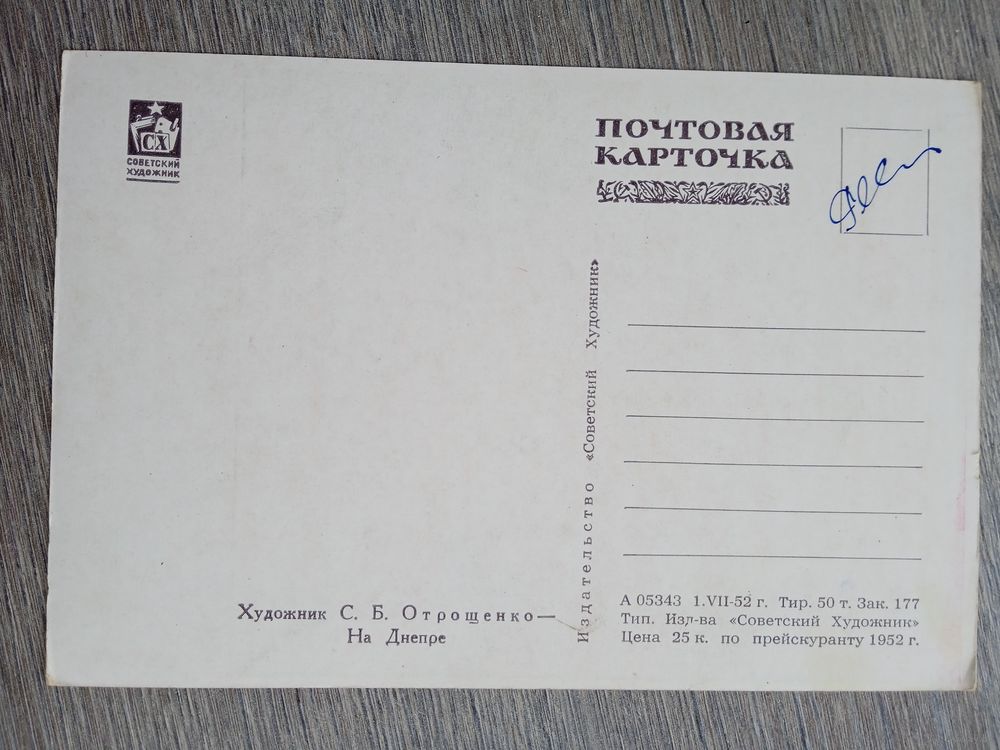 СХ
СОВЕТСКИЙ
ХУДОЖНИК
ПОЧТОВАЯ
КАРТОЧКА
Издательство «Советский Художник»
Художник С. Б. Отрощенко—
На Днепре
А 05343 1.VII-52 г. Тир. 50 т. Зак. 177
Тип. Изд-ва «Советский Художник»
Цена 25 к. по прейскуранту 1952 г.